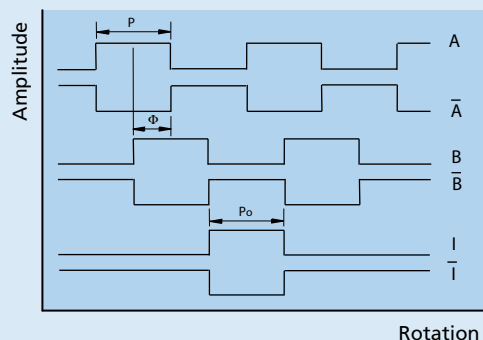 Amplitude
P
A
A̅
Φ
B
B̅
Po
I
I̅
Rotation